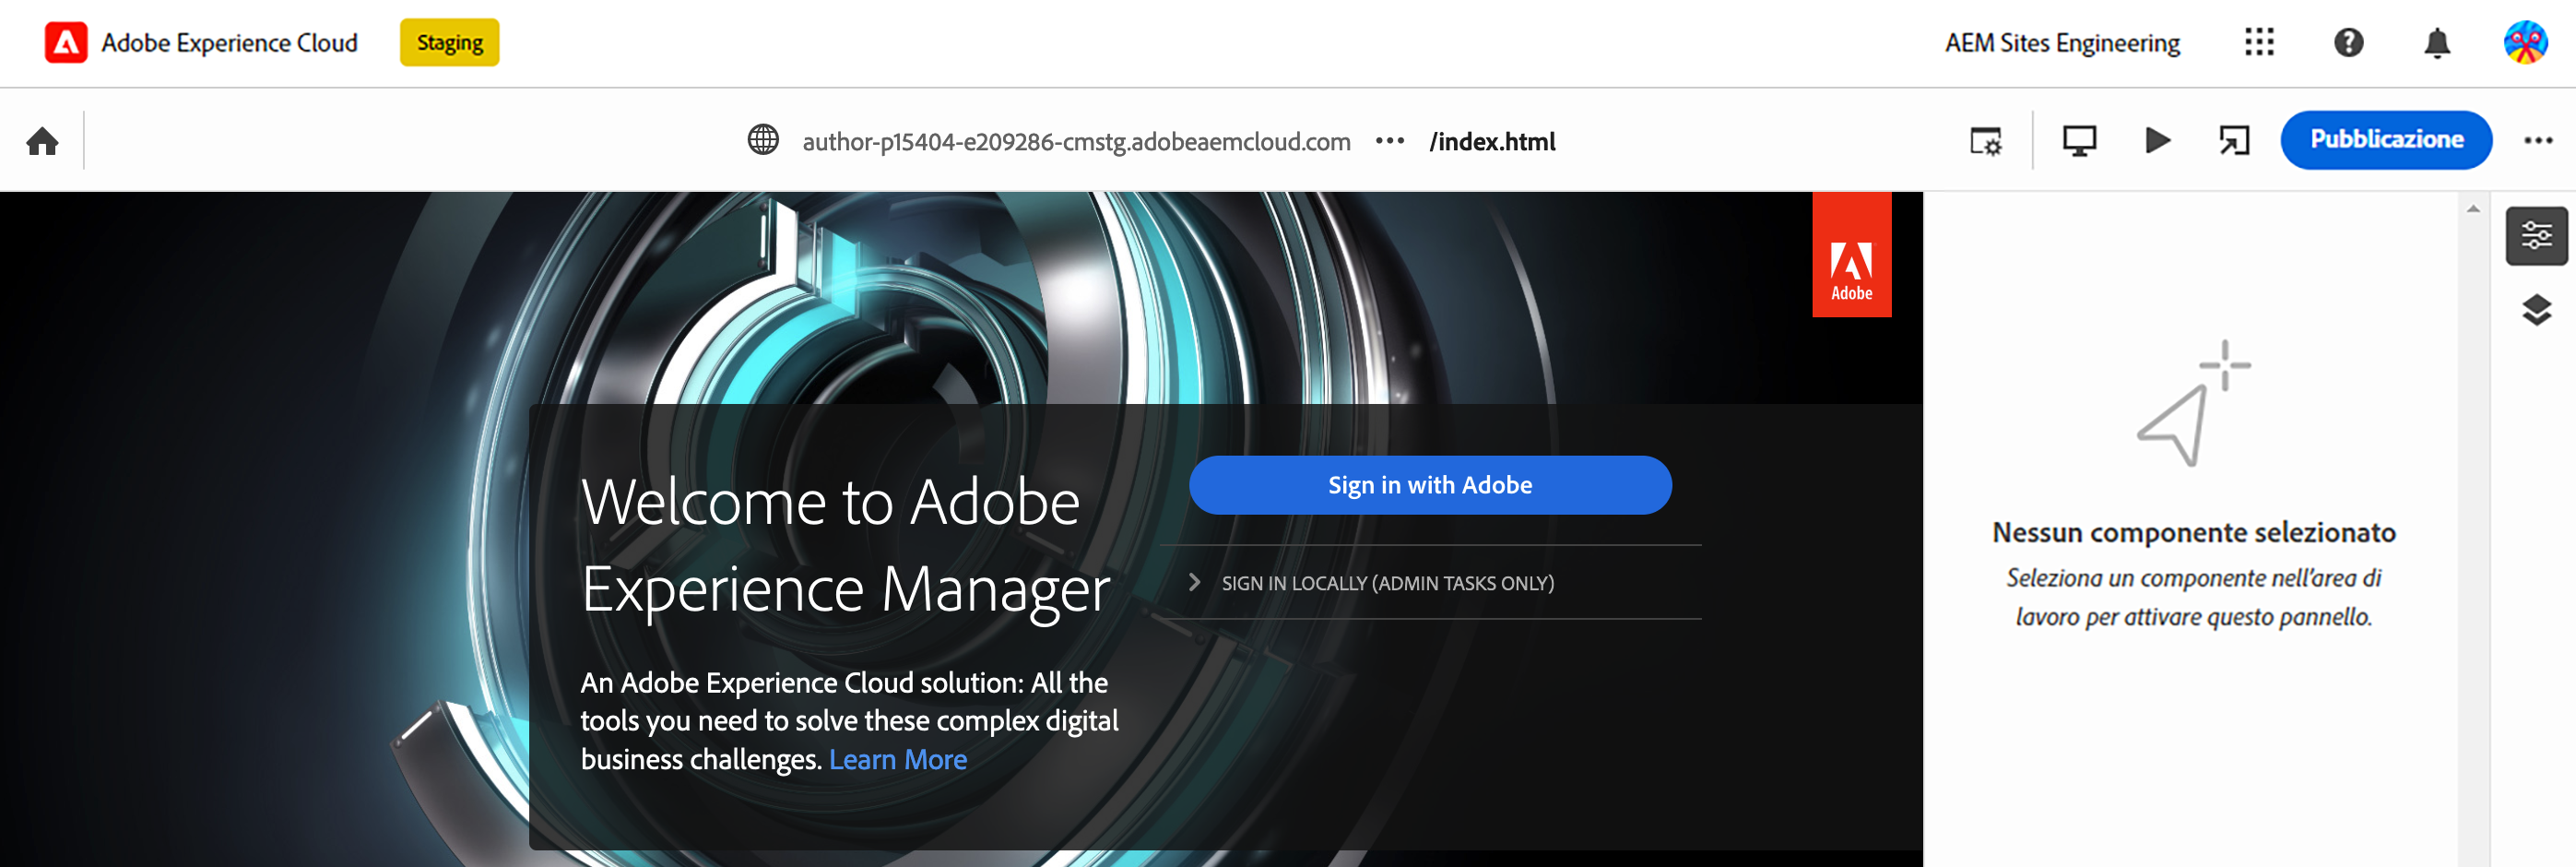 Adobe Experience Cloud
Staging
AEM Sites Engineering
author-p15404-e209286-cmstg.adobeaemcloud.com ••• /index.html
Pubblicazione
Adobe
Welcome to Adobe
Experience Manager
An Adobe Experience Cloud solution: All the
tools you need to solve these complex digital
business challenges. Learn More
Sign in with Adobe
SIGN IN LOCALLY (ADMIN TASKS ONLY)
Nessun componente selezionato
Seleziona un componente nell'area di
lavoro per attivare questo pannello.